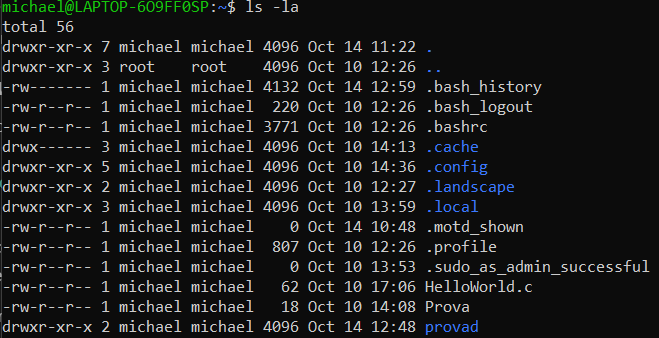 michael@LAPTOP-6O9FF0SP:~$ ls -la
total 56
drwxr-xr-x 7 michael michael 4096 Oct 14 11:22 .
drwxr-xr-x 3 root    root    4096 Oct 10 12:26 ..
-rw------- 1 michael michael 4132 Oct 14 12:59 .bash_history
-rw-r--r-- 1 michael michael  220 Oct 10 12:26 .bash_logout
-rw-r--r-- 1 michael michael 3771 Oct 10 12:26 .bashrc
drwx------ 3 michael michael 4096 Oct 10 14:13 .cache
drwxr-xr-x 5 michael michael 4096 Oct 10 14:36 .config
drwxr-xr-x 2 michael michael 4096 Oct 10 12:27 .landscape
drwxr-xr-x 3 michael michael 4096 Oct 10 13:59 .local
-rw-r--r-- 1 michael michael    0 Oct 14 10:48 .motd_shown
-rw-r--r-- 1 michael michael  807 Oct 10 12:26 .profile
-rw-r--r-- 1 michael michael    0 Oct 10 13:53 .sudo_as_admin_successful
-rw-r--r-- 1 michael michael   62 Oct 10 17:06 HelloWorld.c
-rw-r--r-- 1 michael michael   18 Oct 10 14:08 Prova
drwxr-xr-x 2 michael michael 4096 Oct 14 12:48 provad